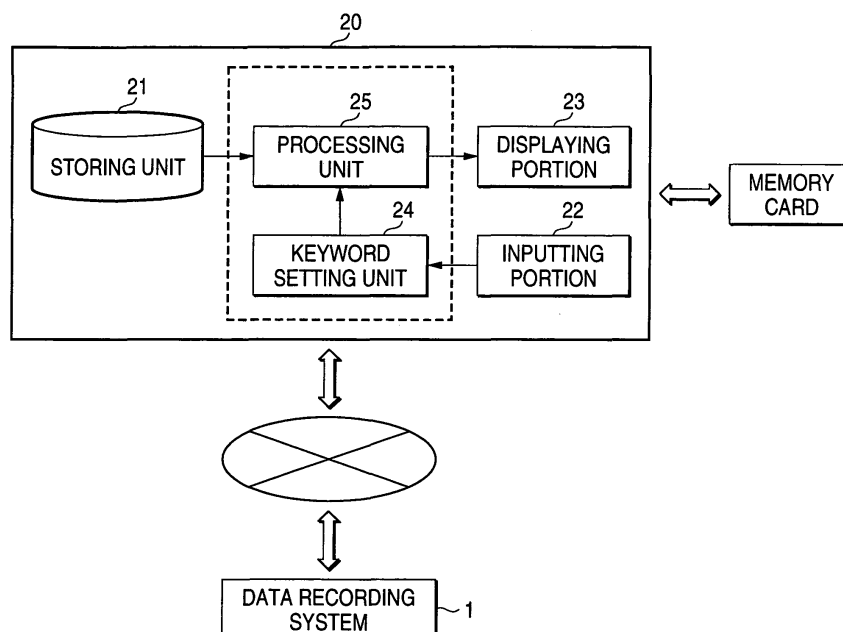 20
21
STORING UNIT
25
PROCESSING
UNIT
23
DISPLAYING
PORTION
24
KEYWORD
SETTING UNIT
22
INPUTTING
PORTION
MEMORY
CARD
DATA RECORDING
SYSTEM
1